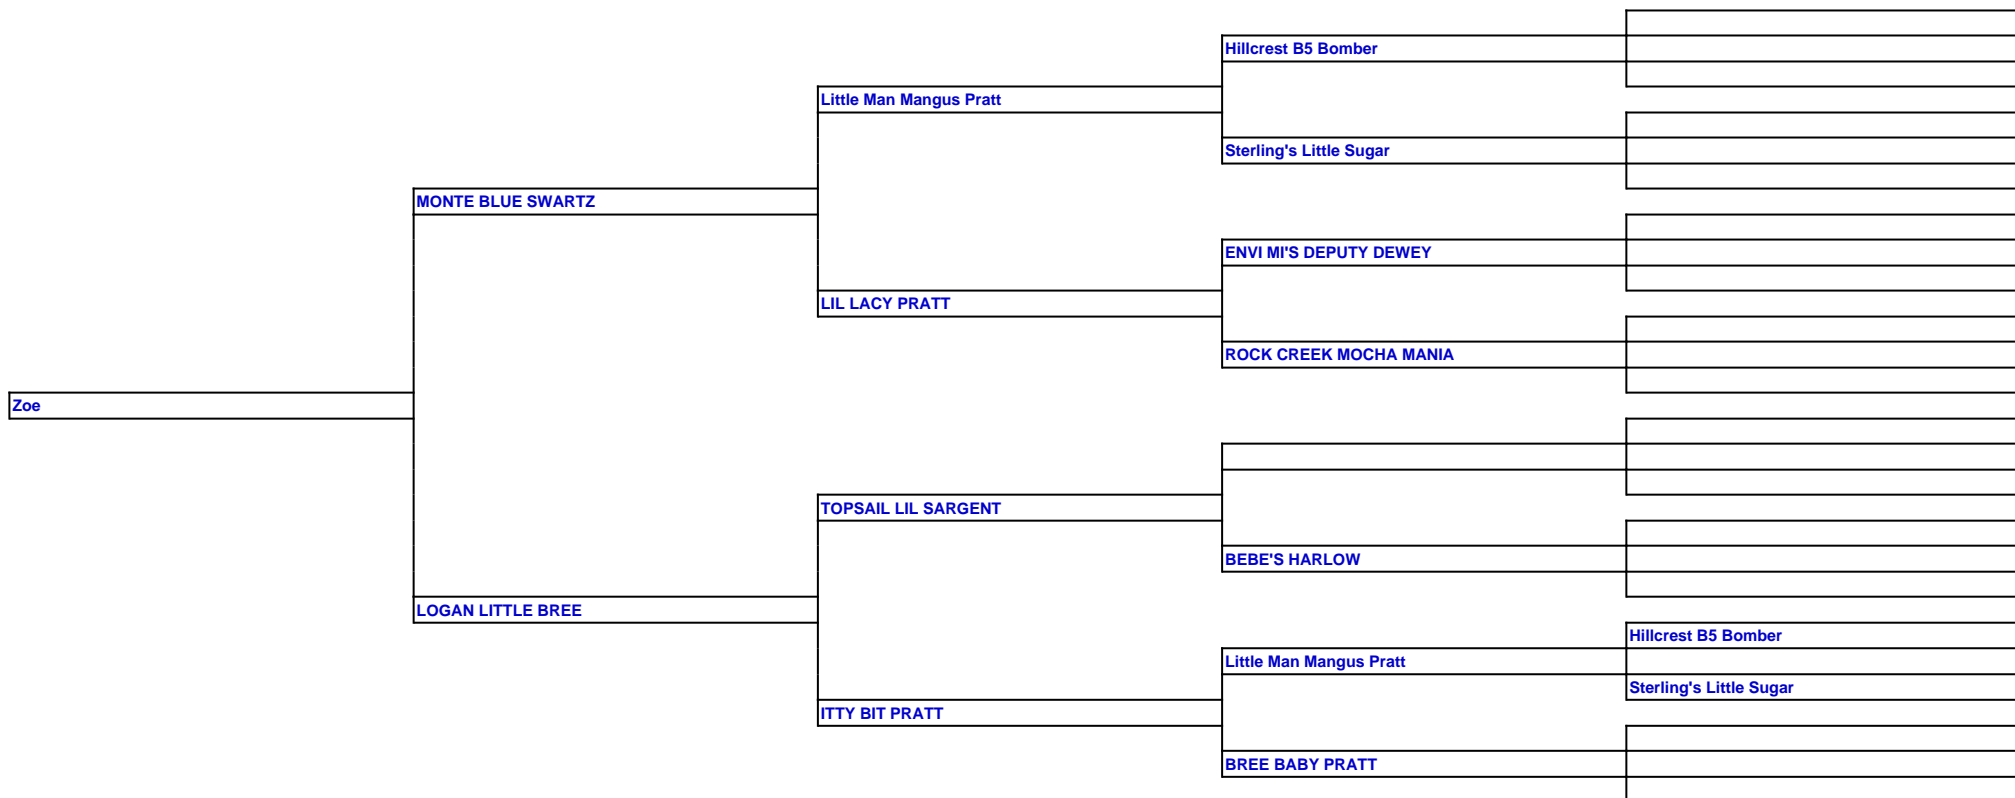 Hillcrest B5 Bomber
Little Man Mangus Pratt
Sterling's Little Sugar
MONTE BLUE SWARTZ
ENVI MI'S DEPUTY DEWEY
LIL LACY PRATT
ROCK CREEK MOCHA MANIA
Zoe
TOPSAIL LIL SARGENT
BEBE'S HARLOW
LOGAN LITTLE BREE
Hillcrest B5 Bomber
Little Man Mangus Pratt
Sterling's Little Sugar
ITTY BIT PRATT
BREE BABY PRATT